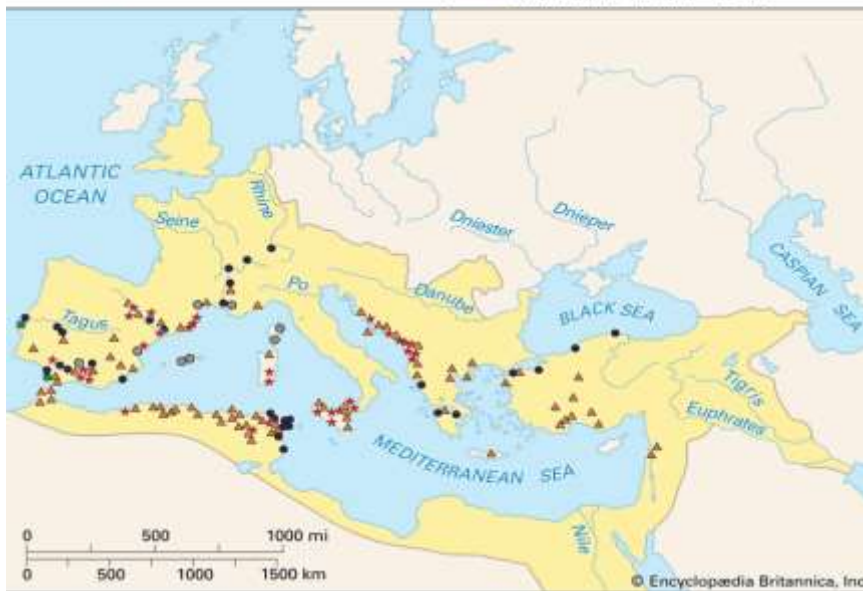 ATLANTIC
OCEAN
Seine
Rhine
Dniester
Dnieper
CASPIAN SEA
Po
Danube
BLACK SEA
Tagus
Tigris
Euphrates
MEDITERRANEAN SEA
Nile
0 500 1000 mi
0 500 1000 1500 km
© Encyclopædia Britannica, Inc